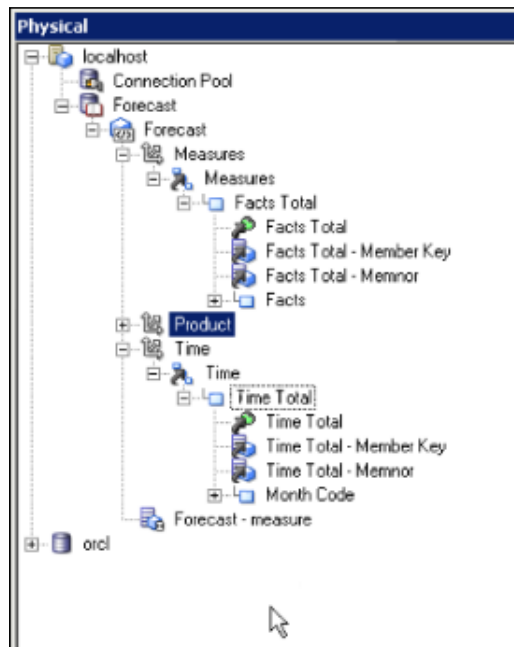 Physical
localhost
Connection Pool
Forecast
Forecast
Measures
Measures
Facts Total
Facts Total
Facts Total - Member Key
Facts Total - Memnor
Facts
Product
Time
Time
Time Total
Time Total
Time Total - Member Key
Time Total - Memnor
Month Code
Forecast - measure
orcl